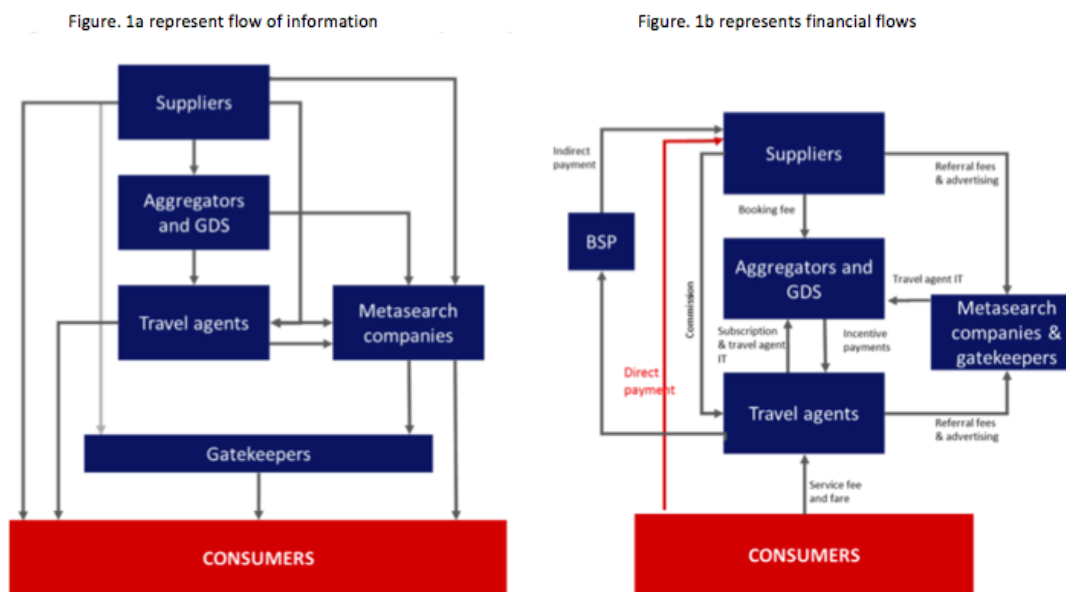 Figure. 1a represent flow of information
Suppliers
Aggregators
and GDS
Travel agents
Metasearch
companies
Gatekeepers
CONSUMERS
Figure. 1b represents financial flows
Indirect
payment
Suppliers
Referral fees
& advertising
Booking fee
BSP
Aggregators and
GDS
Travel agent IT
Commission
Metasearch
companies &
gatekeepers
Subscription
& travel agent
IT
Incentive
payments
Direct
payment
Travel agents
Referral fees
& advertising
Service fee
and fare
CONSUMERS